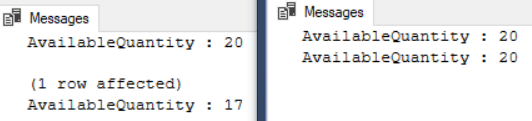 Messages
AvailableQuantity : 20
(1 row affected)
AvailableQuantity : 17
Messages
AvailableQuantity : 20
AvailableQuantity : 20